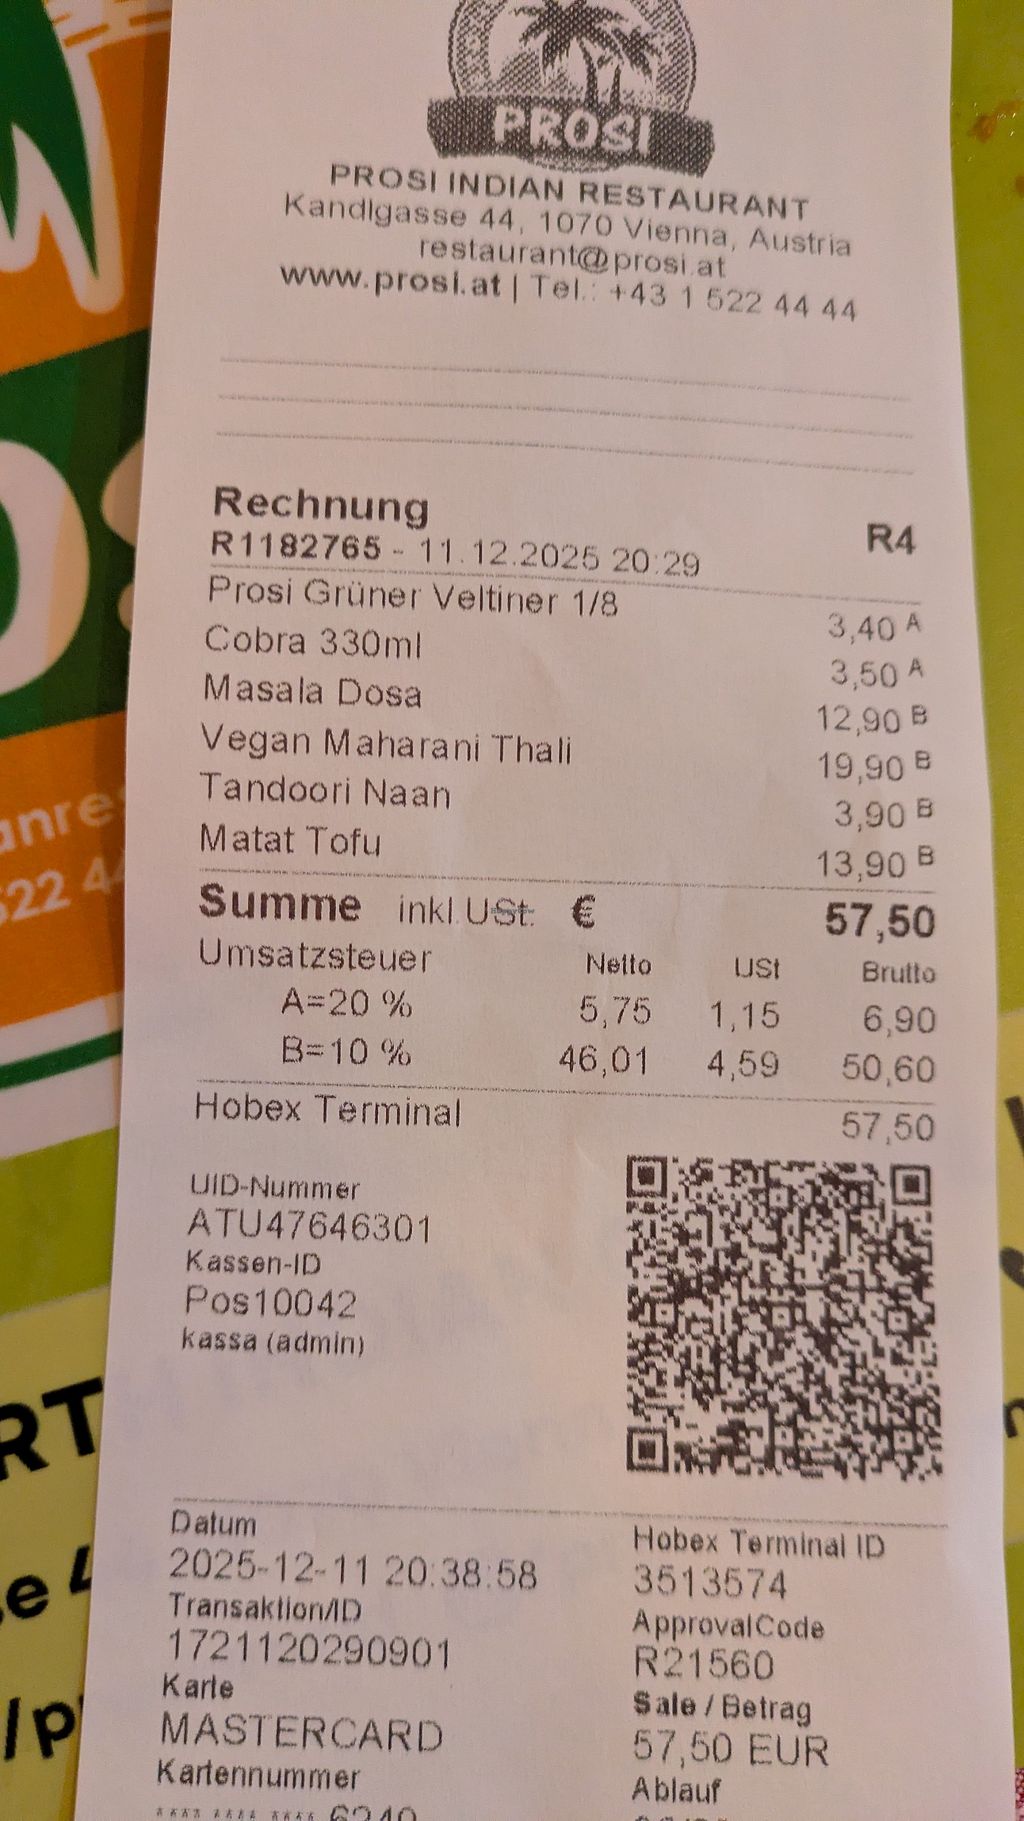 PROSI
PROSI INDIAN RESTAURANT
Kandlgasse 44, 1070 Vienna, Austria
restaurant@prosi.at
www.prosi.at | Tel.: +43 1 522 44 44
Rechnung
R4
R1182765 - 11.12.2025 20:29
Prosi Grüner Veltiner 1/8 3,40 A
Cobra 330ml 3,50 A
Masala Dosa 12,90 B
Vegan Maharani Thali 19,90 B
Tandoori Naan 3,90 B
Matat Tofu 13,90 B
Summe inkl.USt. € 57,50
Umsatzsteuer Netto USt Brutto
A=20 % 5,75 1,15 6,90
B=10 % 46,01 4,59 50,60
Hobex Terminal 57,50
UID-Nummer
ATU47646301
Kassen-ID
Pos10042
kassa (admin)
Datum
2025-12-11 20:38:58
Transaktion/ID
1721120290901
Karte
MASTERCARD
Kartennummer
**** **** **** 6240
Hobex Terminal ID
3513574
ApprovalCode
R21560
Sale / Betrag
57,50 EUR
Ablauf
anres
522 44
RT
/p